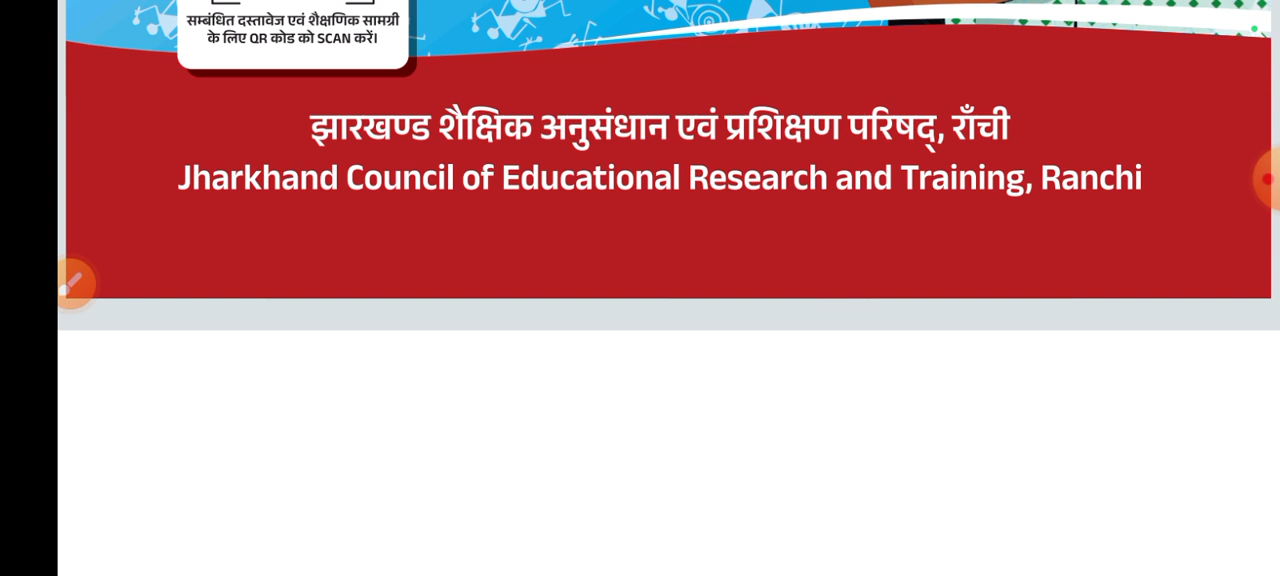 सम्बंधित दस्तावेज एवं शैक्षणिक सामग्री
के लिए QR कोड को SCAN करें।
झारखण्ड शैक्षिक अनुसंधान एवं प्रशिक्षण परिषद्, राँची
Jharkhand Council of Educational Research and Training, Ranchi